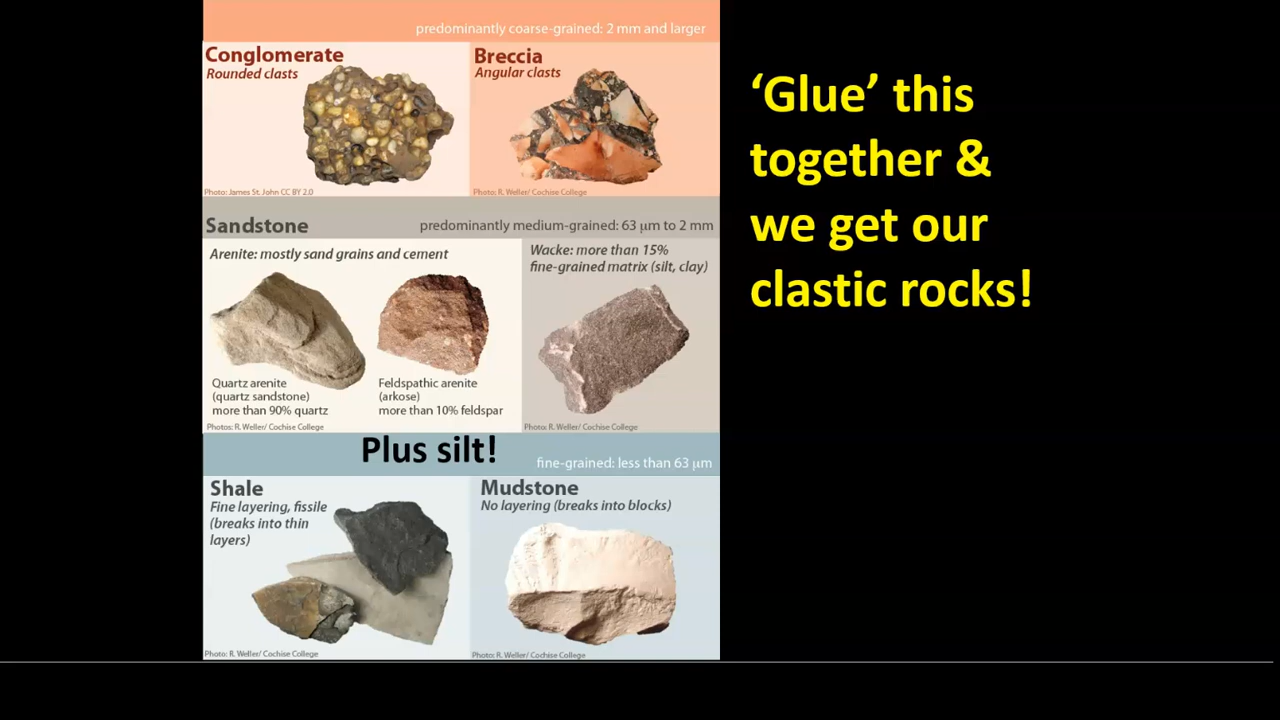 predominantly coarse-grained: 2 mm and larger
Conglomerate
Rounded clasts
Photo: James St. John CC BY 2.0
Breccia
Angular clasts
Photo: R. Weller/ Cochise College
Sandstone
predominantly medium-grained: 63 μm to 2 mm
Arenite: mostly sand grains and cement
Quartz arenite
(quartz sandstone)
more than 90% quartz
Feldspathic arenite
(arkose)
more than 10% feldspar
Photos: R. Weller/ Cochise College
Wacke: more than 15%
fine-grained matrix (silt, clay)
Photo: R. Weller/ Cochise College
Plus silt!
fine-grained: less than 63 μm
Shale
Fine layering, fissile
(breaks into thin
layers)
Photo: R. Weller/ Cochise College
Mudstone
No layering (breaks into blocks)
Photo: R. Weller/ Cochise College
‘Glue’ this
together &
we get our
clastic rocks!